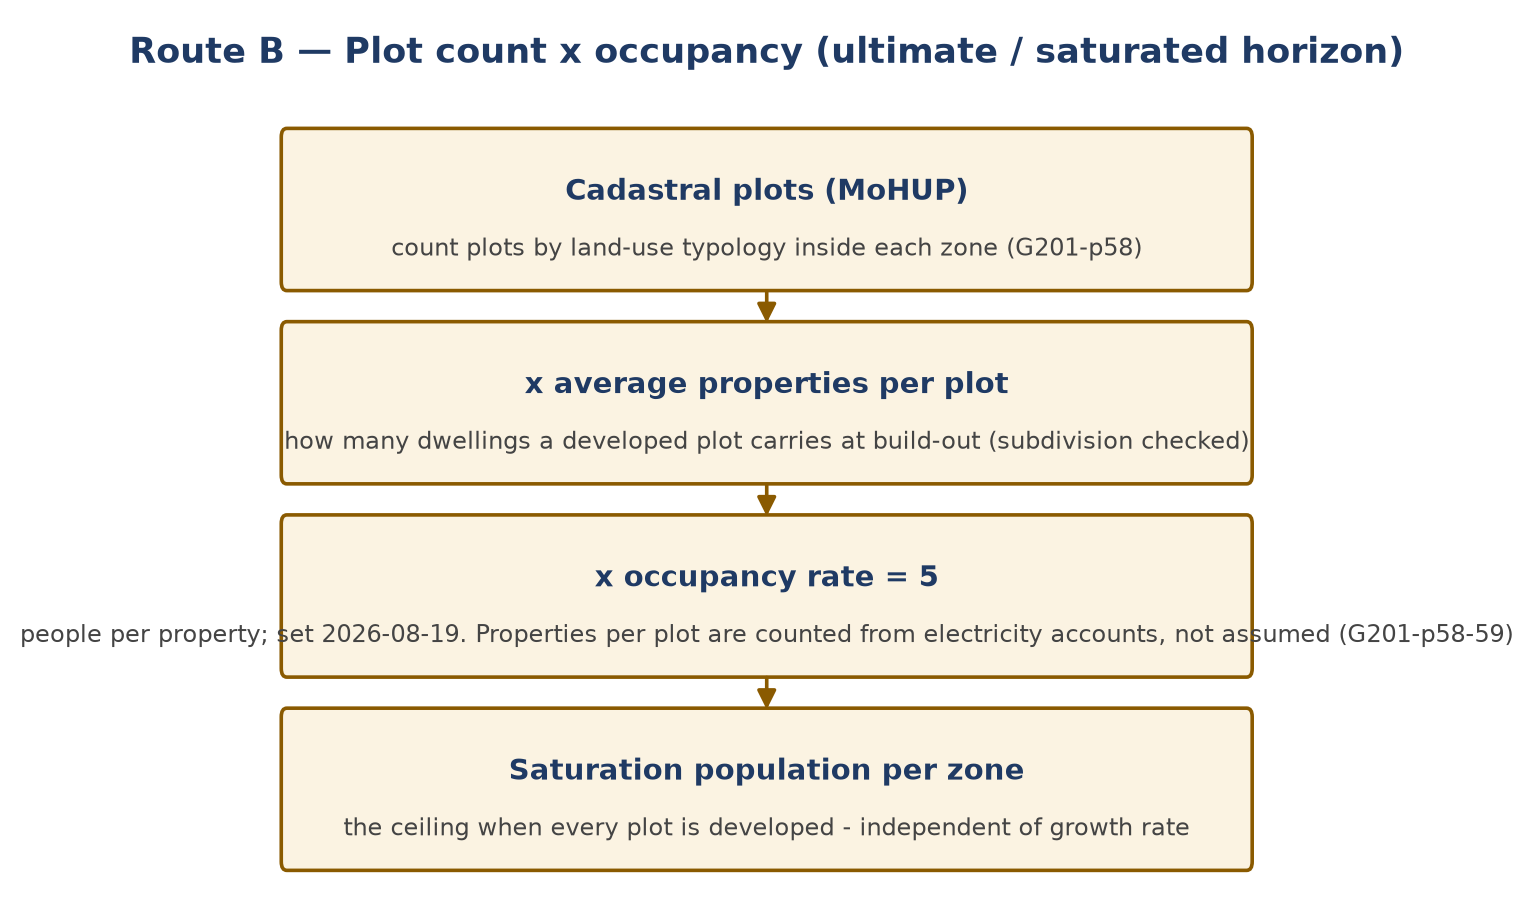 Route B — Plot count x occupancy (ultimate / saturated horizon)
Cadastral plots (MoHUP)
count plots by land-use typology inside each zone (G201-p58)
x average properties per plot
how many dwellings a developed plot carries at build-out (subdivision checked)
x occupancy rate = 5
people per property; set 2026-08-19. Properties per plot are counted from electricity accounts, not assumed (G201-p58-59)
Saturation population per zone
the ceiling when every plot is developed - independent of growth rate